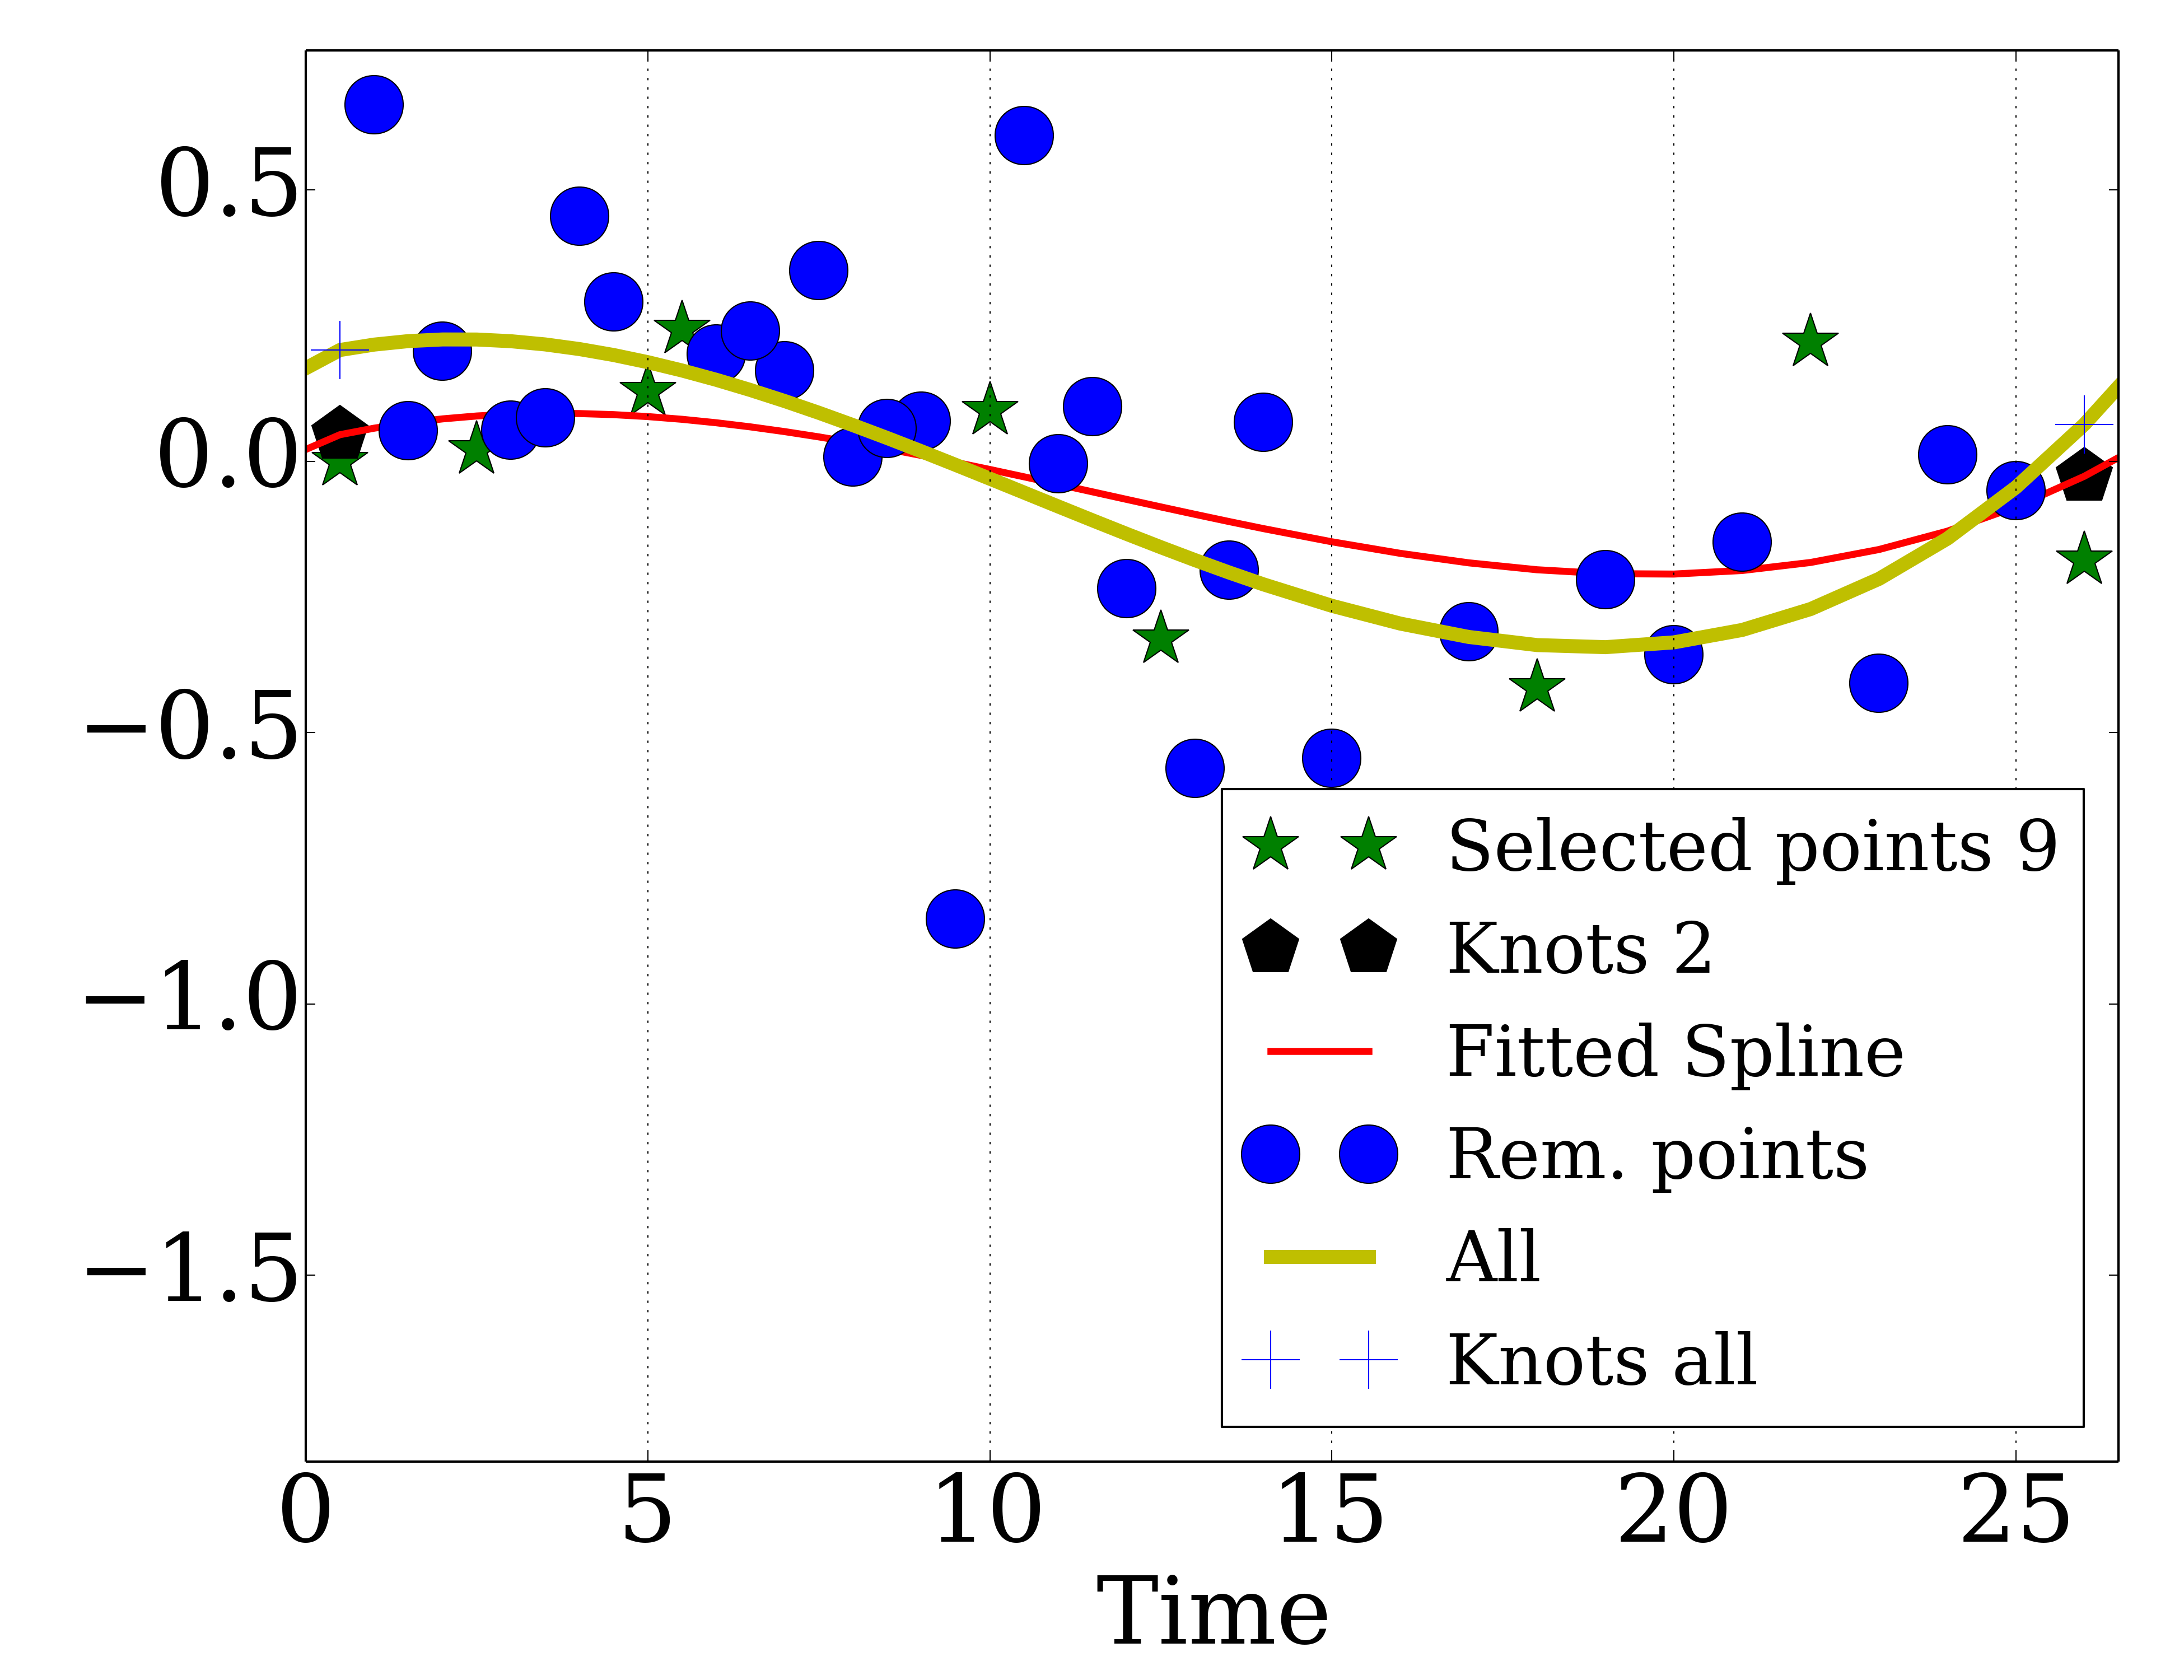 0.5
0.0
−0.5
−1.0
−1.5
Selected points 9
Knots 2
Fitted Spline
Rem. points
All
Knots all
0 5 10 15 20 25
Time